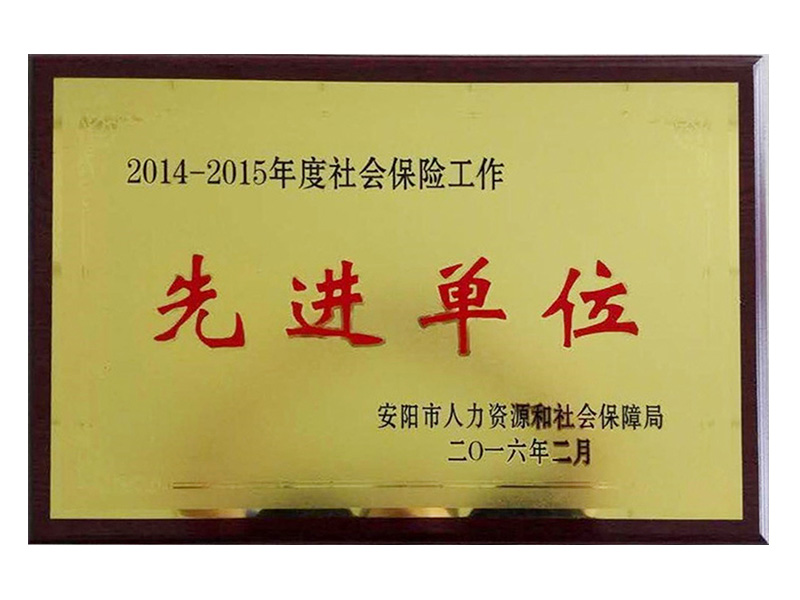 2014-2015年度社会保险工作
先进单位
安阳市人力资源和社会保障局
二〇一六年二月